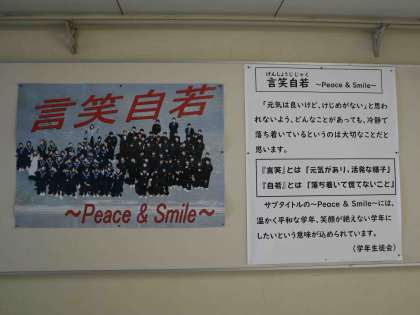 言笑自若
～Peace & Smile～
げんしょうじじゃく
言笑自若 ～Peace & Smile～
「元気は良いけど、けじめがない」と思わ
れないよう、どんなことがあっても、冷静で
落ち着いているというのは大切なことだと
思います。
『言笑』とは『元気があり、活発な様子』
『自若』とは『落ち着いて慌てないこと』
サブタイトルの～Peace & Smile～には、
温かく平和な学年、笑顔が絶えない学年に
したいという意味が込められています。
（学年生徒会）